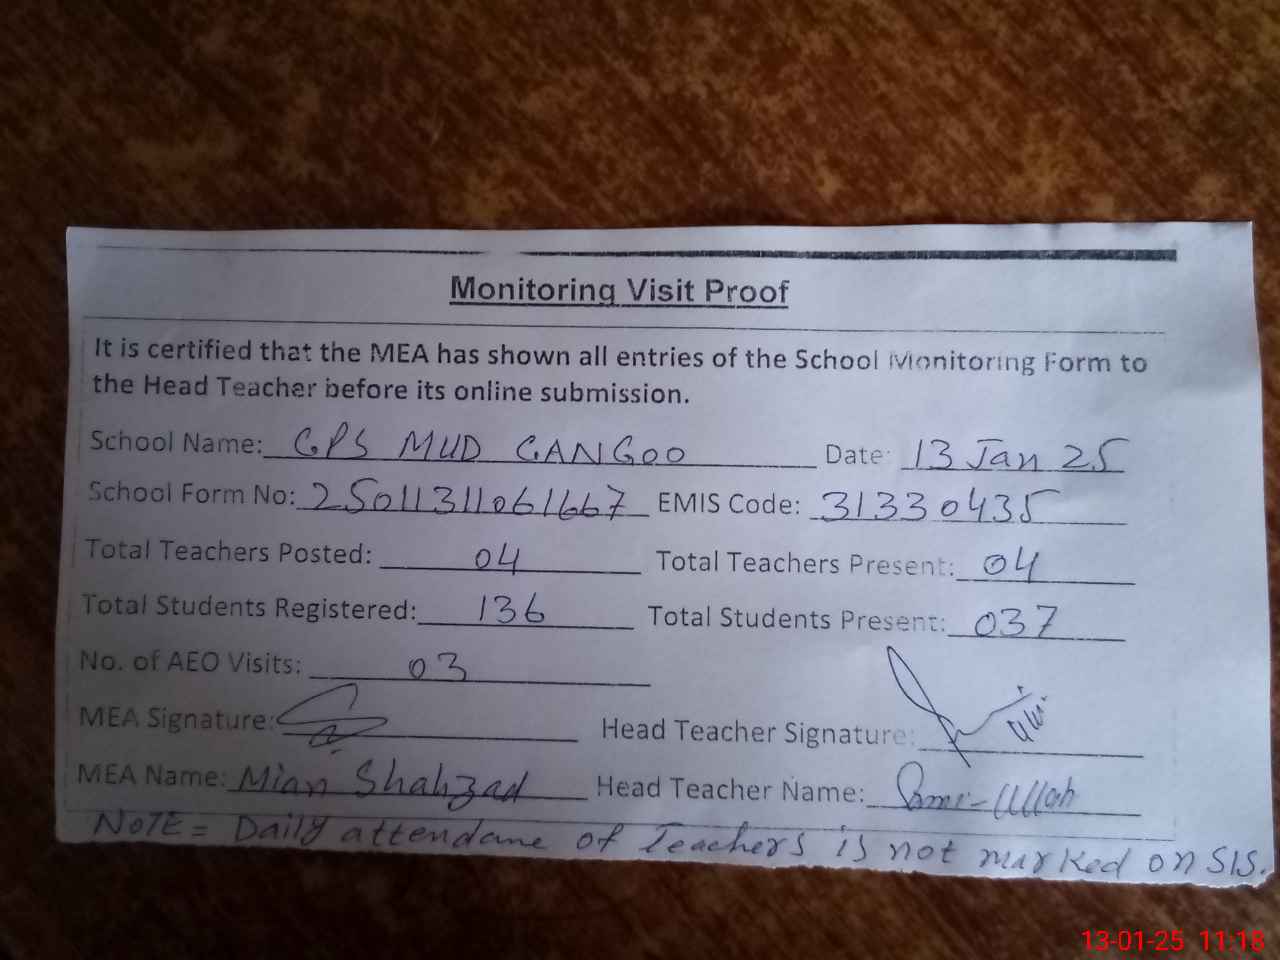 Monitoring Visit Proof
It is certified that the MEA has shown all entries of the School Monitoring Form to
the Head Teacher before its online submission.
School Name: GPS MUD GANGOO Date: 13 Jan 25
School Form No: 25011311061667 EMIS Code: 31330435
Total Teachers Posted: 04 Total Teachers Present: 04
Total Students Registered: 136 Total Students Present: 037
No. of AEO Visits: 03
MEA Signature: Head Teacher Signature:
MEA Name: Mian Shahzad Head Teacher Name: Sami-Ullah
NOTE = Daily attendane of Teachers is not marked on SIS.
13-01-25 11:18